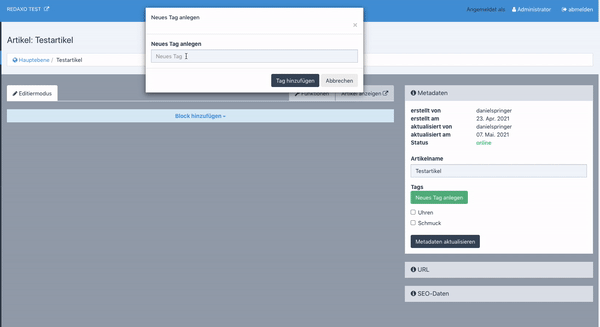 REDAXO TEST
Angemeldet als Administrator abmelden
Neues Tag anlegen
×
Neues Tag anlegen
Neues Tag
Tag hinzufügen Abbrechen
Artikel: Testartikel
Hauptebene / Testartikel
Editiermodus
Funktionen Artikel anzeigen
Block hinzufügen
Metadaten
erstellt von danielspringer
erstellt am 23. Apr. 2021
aktualisiert von danielspringer
aktualisiert am 07. Mai. 2021
Status online
Artikelname
Testartikel
Tags
Neues Tag anlegen
Uhren
Schmuck
Metadaten aktualisieren
URL
SEO-Daten